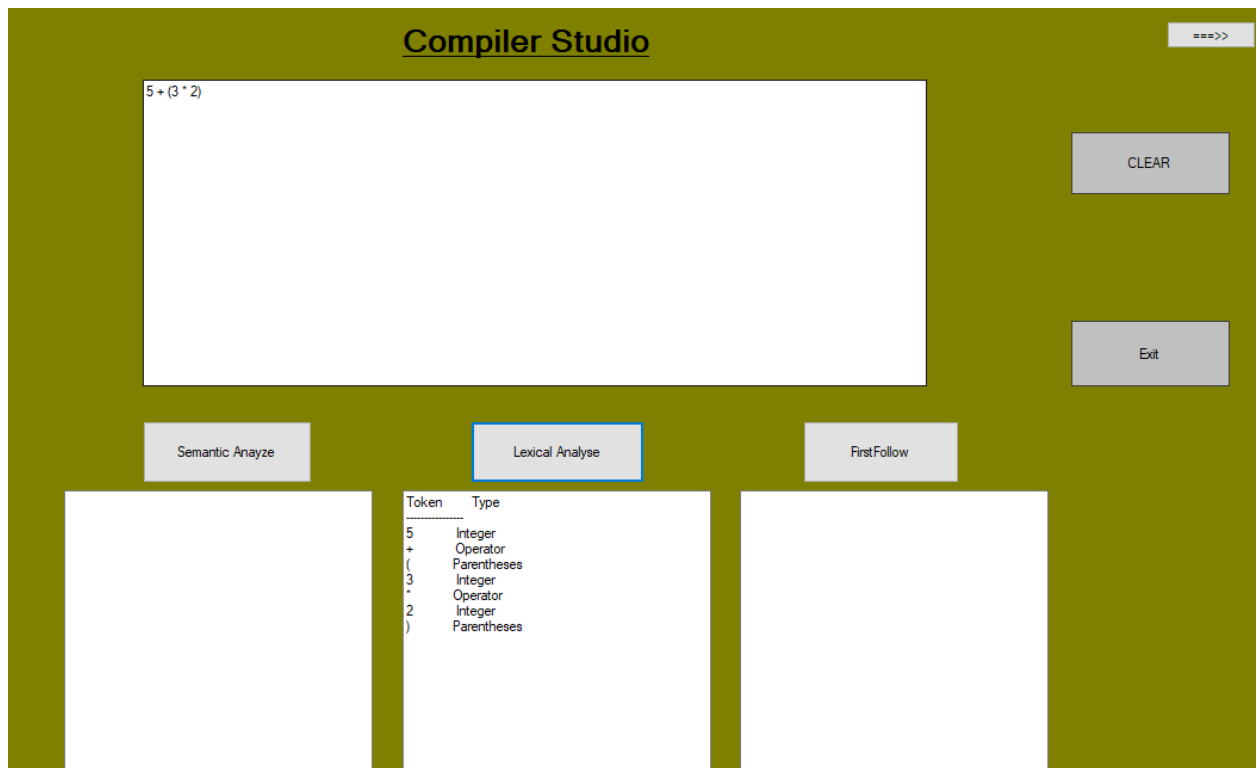 Compiler Studio
===>>
5 + (3 * 2)
CLEAR
Exit
Semantic Anayze
Lexical Analyse
FirstFollow
Token Type
----------------
5 Integer
+ Operator
( Parentheses
3 Integer
* Operator
2 Integer
) Parentheses